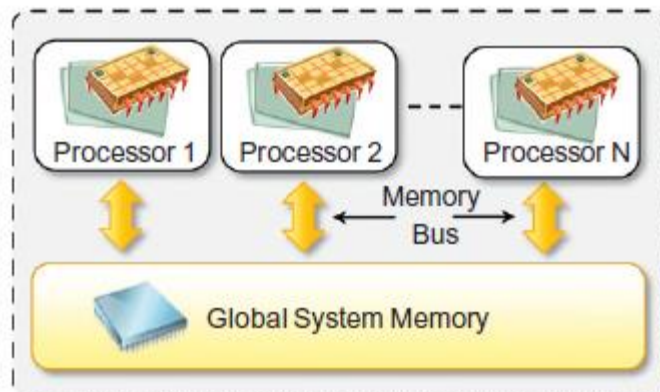 Processor 1
Processor 2
Processor N
Memory
Bus
Global System Memory